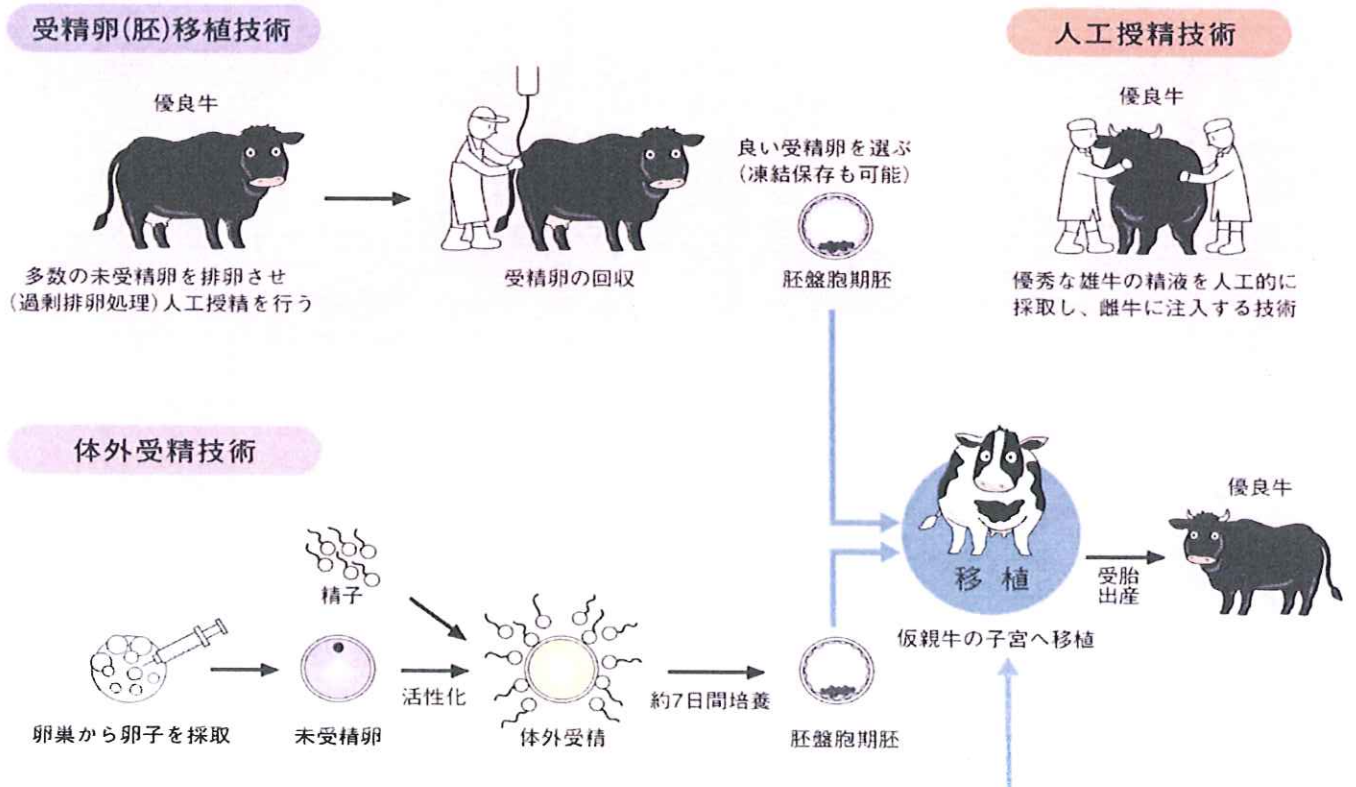 受精卵(胚)移植技術
優良牛
多数の未受精卵を排卵させ
(過剰排卵処理)人工授精を行う
受精卵の回収
良い受精卵を選ぶ
(凍結保存も可能)
胚盤胞期胚
人工授精技術
優良牛
優秀な雄牛の精液を人工的に
採取し、雌牛に注入する技術
体外受精技術
精子
卵巣から卵子を採取
未受精卵
活性化
体外受精
約7日間培養
胚盤胞期胚
移植
仮親牛の子宮へ移植
受胎
出産
優良牛